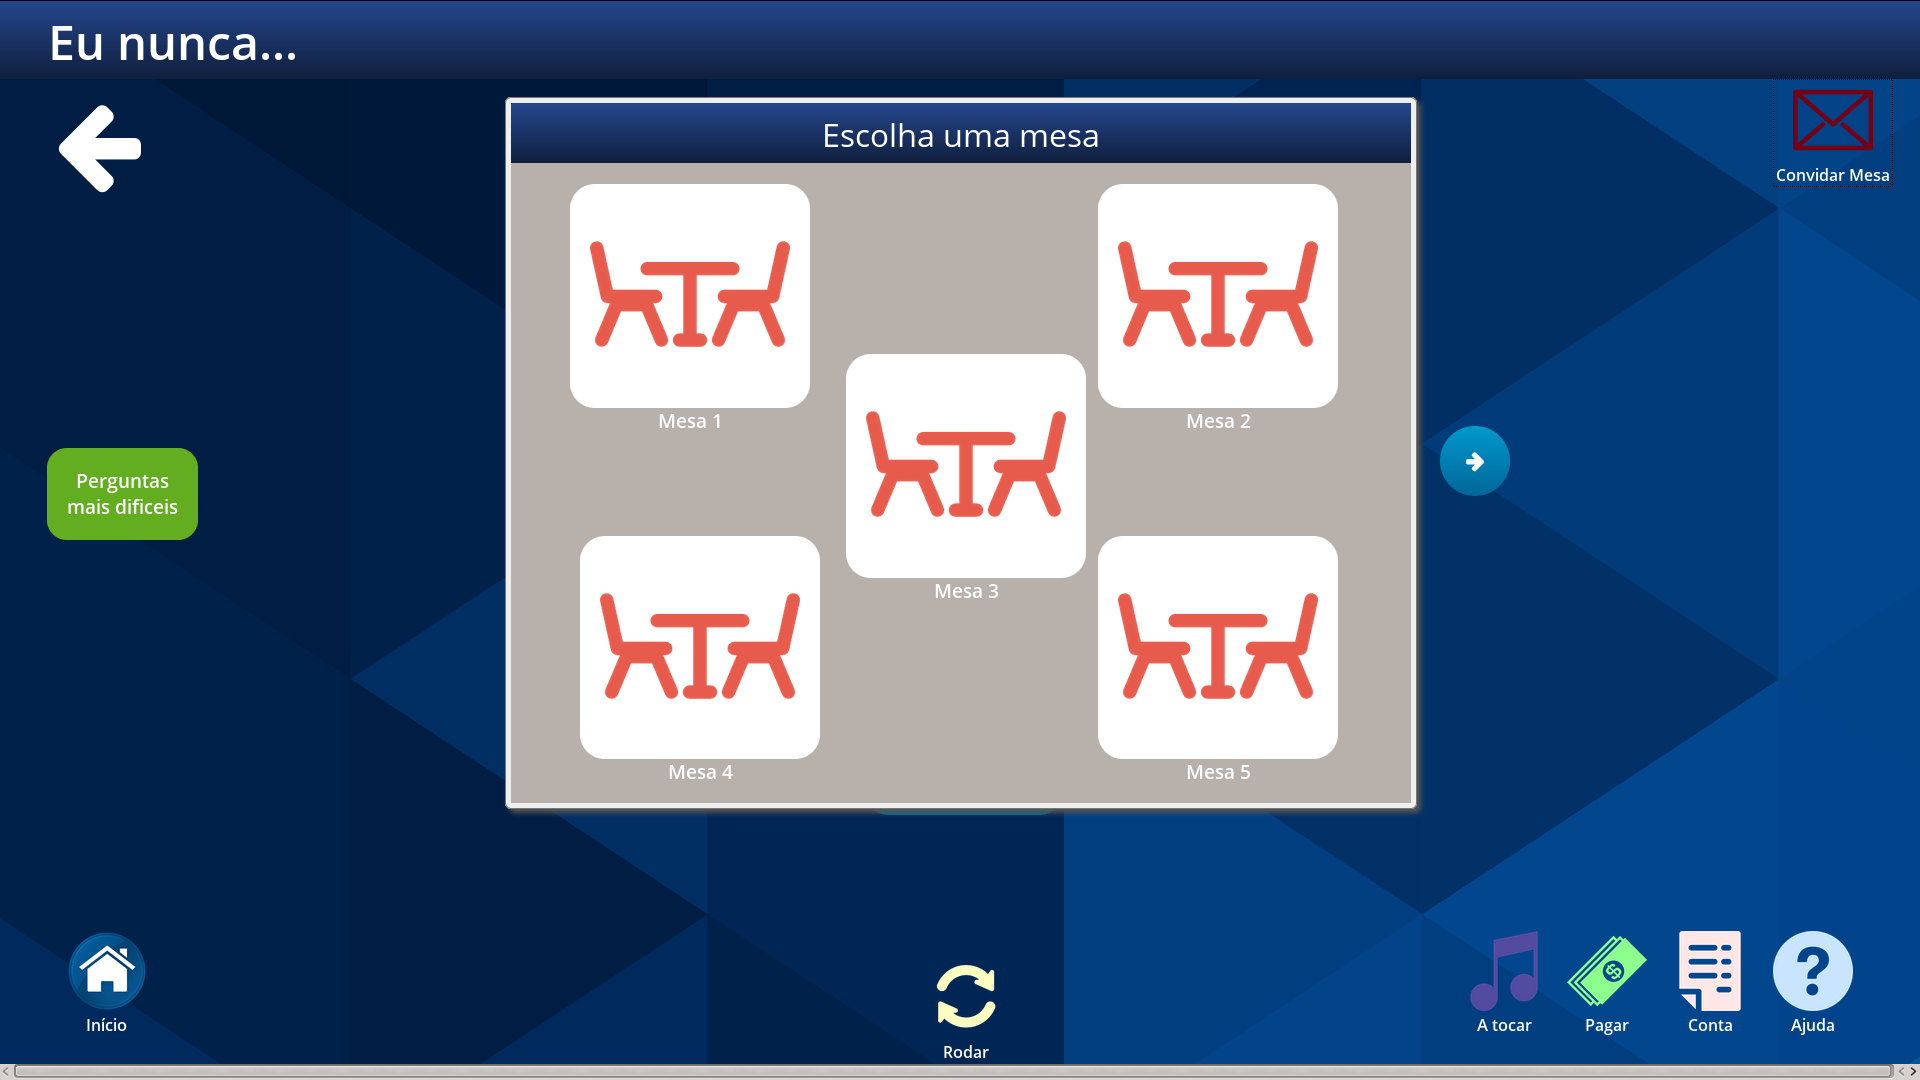 Eu nunca...
Escolha uma mesa
Convidar Mesa
Mesa 1
Mesa 2
Perguntas
mais dificeis
Mesa 3
Mesa 4
Mesa 5
Início
Rodar
A tocar
Pagar
Conta
Ajuda